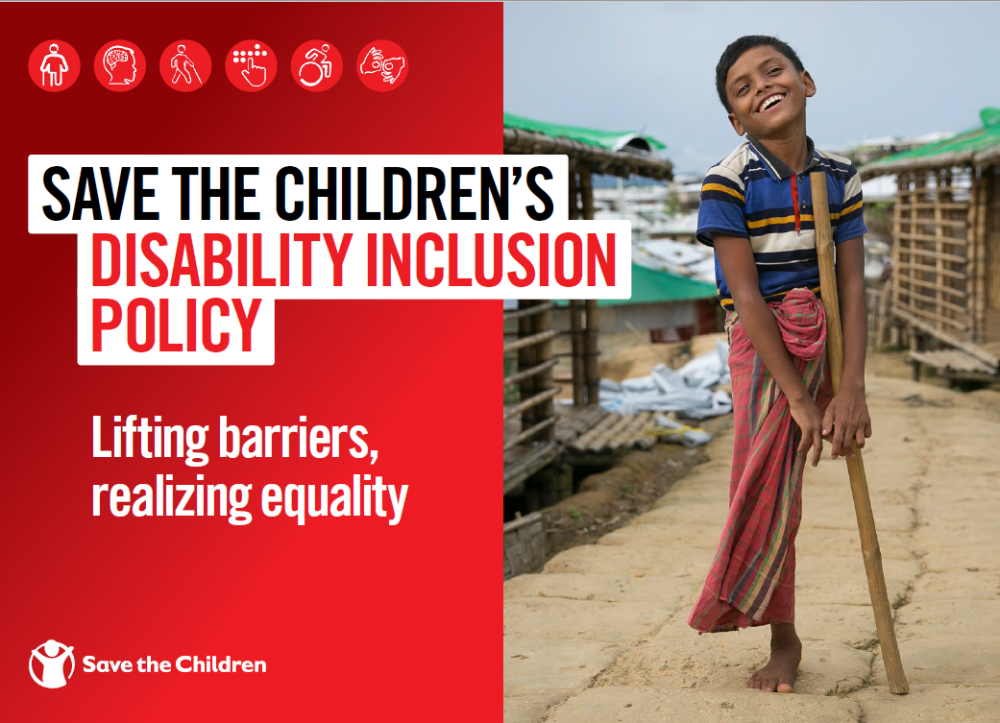 SAVE THE CHILDREN'S
DISABILITY INCLUSION
POLICY
Lifting barriers,
realizing equality
Save the Children